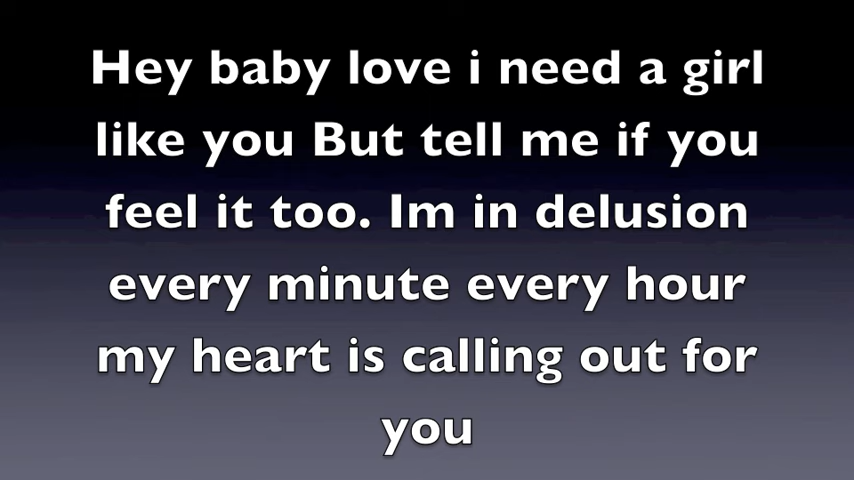 Hey baby love i need a girl
like you But tell me if you
feel it too. Im in delusion
every minute every hour
my heart is calling out for
you